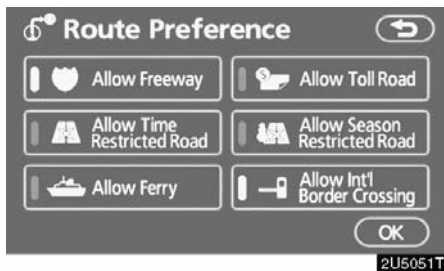 Route Preference
Allow Freeway
$ Allow Toll Road
Allow Time
Restricted Road
Allow Season
Restricted Road
Allow Ferry
Allow Int'l
Border Crossing
OK
2U5051T